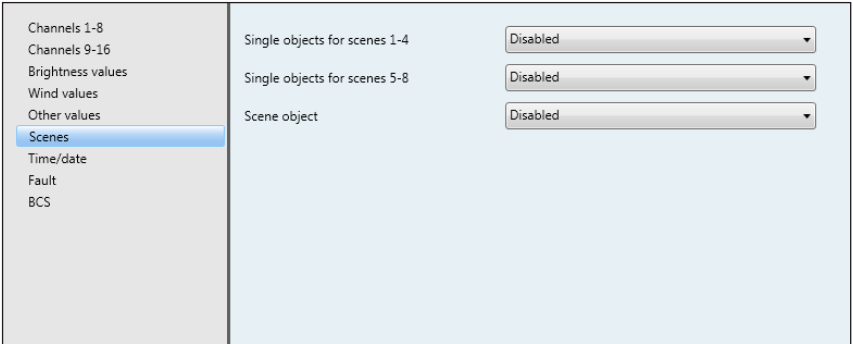 Channels 1-8
Channels 9-16
Brightness values
Wind values
Other values
Scenes
Time/date
Fault
BCS
Single objects for scenes 1-4 Disabled
Single objects for scenes 5-8 Disabled
Scene object Disabled